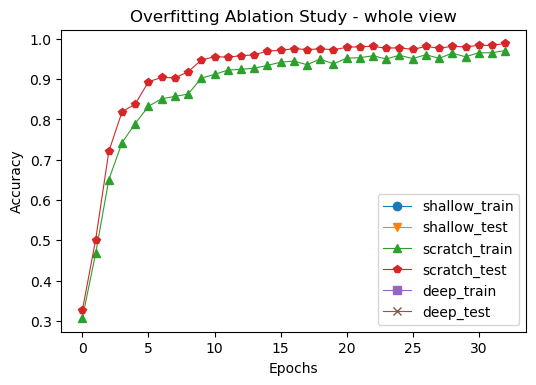 Overfitting Ablation Study - whole view
Accuracy
1.0
0.9
0.8
0.7
0.6
0.5
0.4
0.3
shallow_train
shallow_test
scratch_train
scratch_test
deep_train
deep_test
0 5 10 15 20 25 30
Epochs